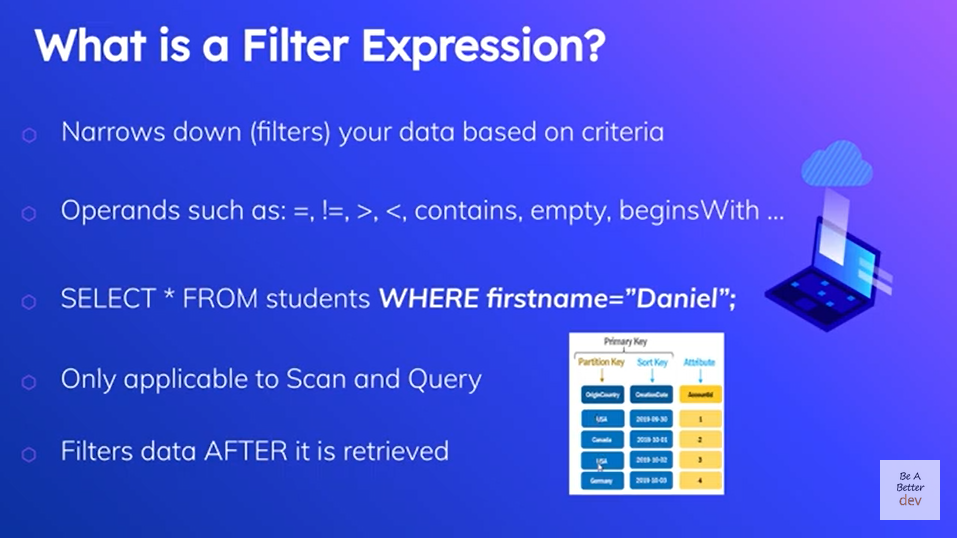 What is a Filter Expression?
Narrows down (filters) your data based on criteria
Operands such as: =, !=, >, <, contains, empty, beginsWith ...
SELECT * FROM students WHERE firstname=”Daniel”;
Only applicable to Scan and Query
Filters data AFTER it is retrieved
Primary Key
Partition Key Sort Key Attribute
OriginCountry CreationDate AccountId
USA 2019-09-30 1
Canada 2019-10-01 2
USA 2019-10-02 3
Germany 2019-10-03 4
Be A
Better
dev